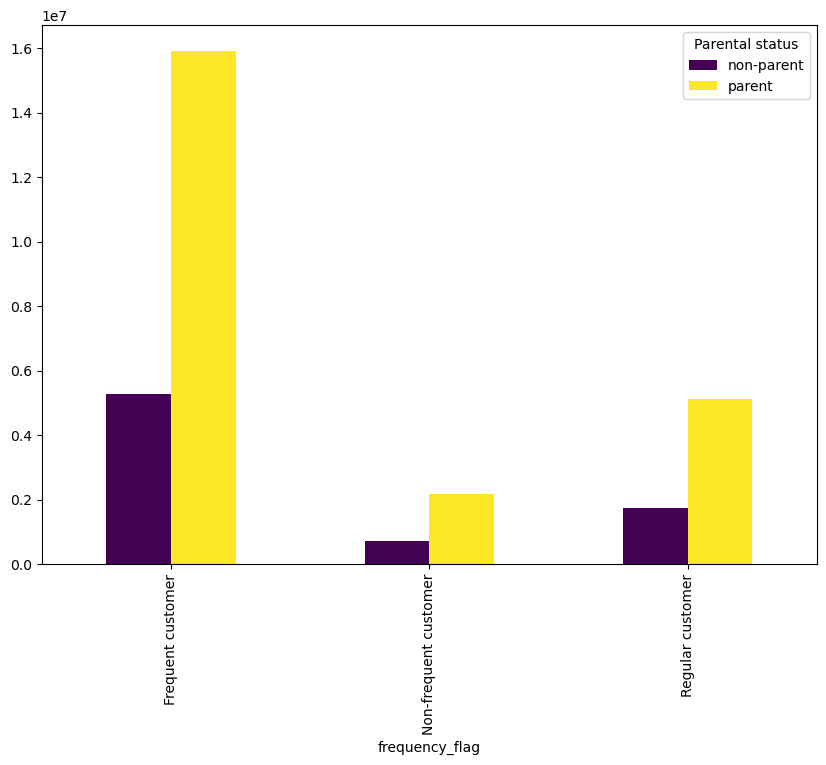 1e7
Parental status
non-parent
parent
1.6
1.4
1.2
1.0
0.8
0.6
0.4
0.2
0.0
Frequent customer
Non-frequent customer
Regular customer
frequency_flag